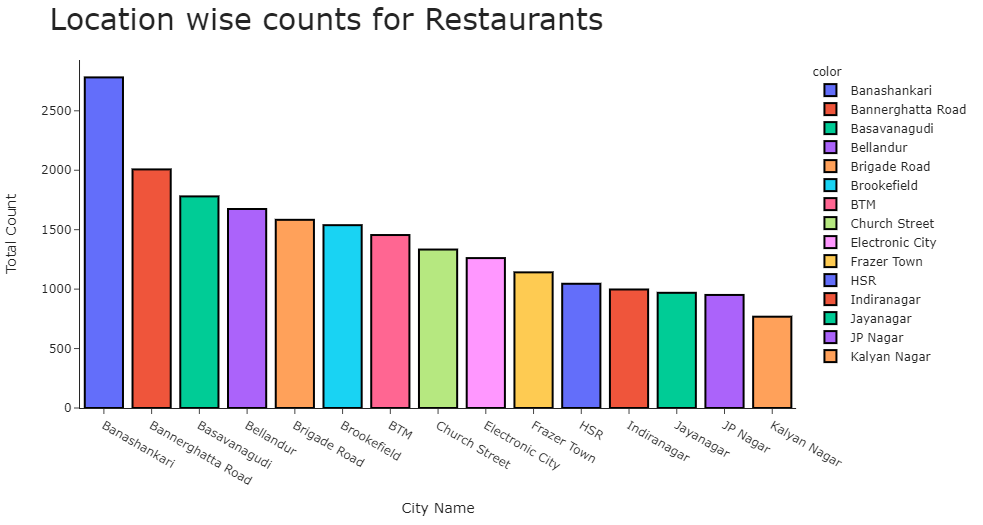 Location wise counts for Restaurants
Total Count
2500
2000
1500
1000
500
0
Banashankari
Bannerghatta Road
Basavanagudi
Bellandur
Brigade Road
Brookefield
BTM
Church Street
Electronic City
Frazer Town
HSR
Indiranagar
Jayanagar
JP Nagar
Kalyan Nagar
City Name
color
Banashankari
Bannerghatta Road
Basavanagudi
Bellandur
Brigade Road
Brookefield
BTM
Church Street
Electronic City
Frazer Town
HSR
Indiranagar
Jayanagar
JP Nagar
Kalyan Nagar